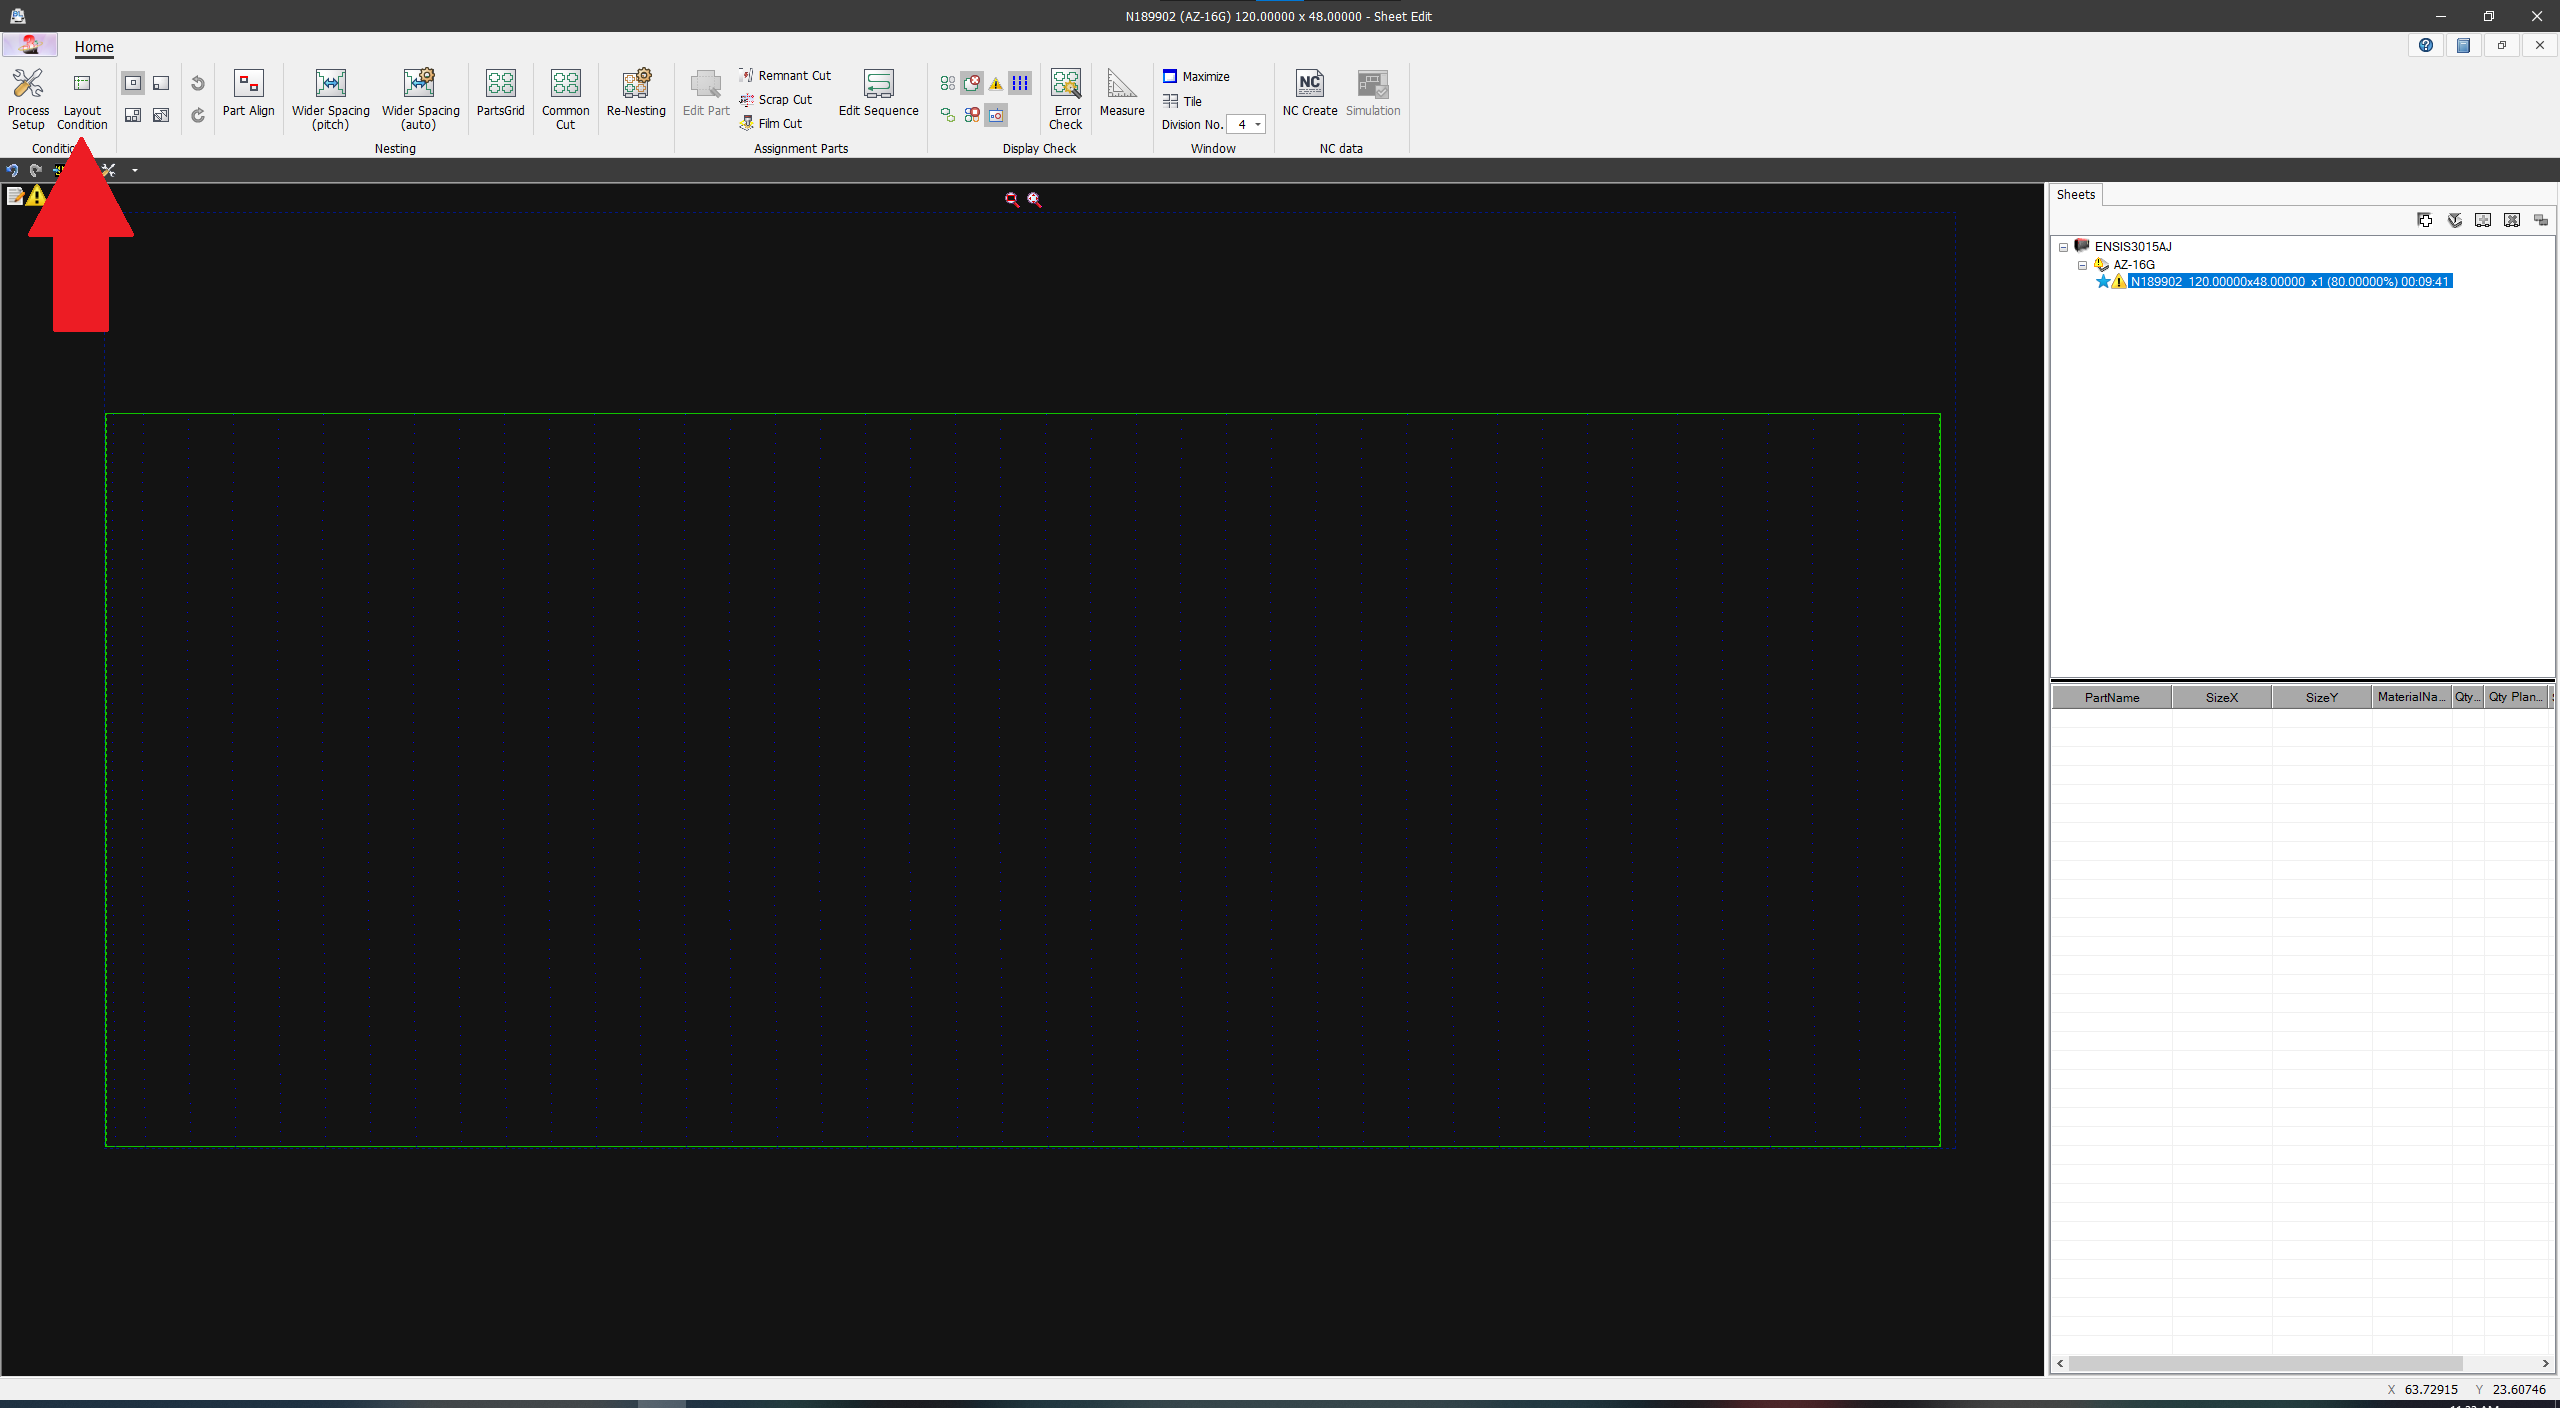 N189902 (AZ-16G) 120.00000 x 48.00000 - Sheet Edit
Home
Process Setup
Layout Condition
Part Align
Wider Spacing (pitch)
Wider Spacing (auto)
PartsGrid
Common Cut
Re-Nesting
Edit Part
Remnant Cut
Scrap Cut
Film Cut
Edit Sequence
Error Check
Measure
Maximize
Tile
Division No. 4
NC Create
Simulation
Nesting
Assignment Parts
Display Check
Window
NC data
Sheets
ENSIS3015AJ
AZ-16G
N189902 120.00000x48.00000 x1 (80.00000%) 00:09:41
PartName SizeX SizeY MaterialNa... Qty... Qty Plan...
X 63.72915 Y 23.60746